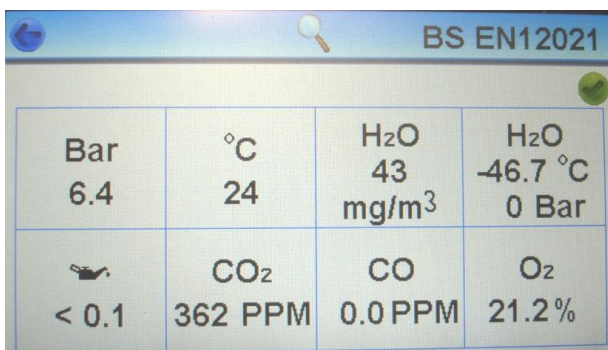 BS EN12021
Bar
6.4
°C
24
H₂O
43
mg/m³
H₂O
-46.7 °C
0 Bar
< 0.1
CO₂
362 PPM
CO
0.0 PPM
O₂
21.2%